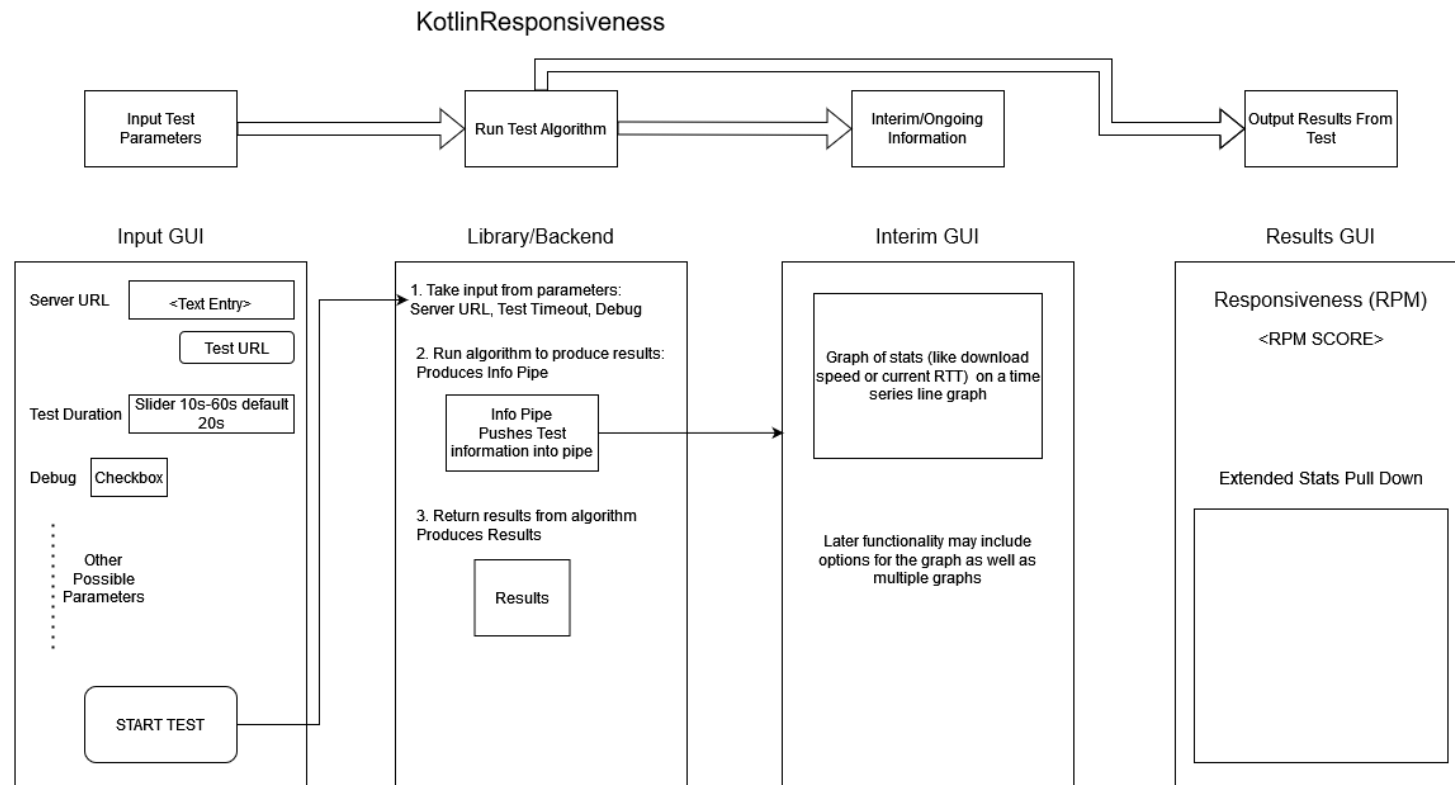 KotlinResponsiveness
Input Test
Parameters
Run Test Algorithm
Interim/Ongoing
Information
Output Results From
Test
Input GUI
Server URL
<Text Entry>
Test URL
Test Duration
Slider 10s-60s default
20s
Debug
Checkbox
Other
Possible
Parameters
START TEST
Library/Backend
1. Take input from parameters:
Server URL, Test Timeout, Debug
2. Run algorithm to produce results:
Produces Info Pipe
Info Pipe
Pushes Test
information into pipe
3. Return results from algorithm
Produces Results
Results
Interim GUI
Graph of stats (like download
speed or current RTT) on a time
series line graph
Later functionality may include
options for the graph as well as
multiple graphs
Results GUI
Responsiveness (RPM)
<RPM SCORE>
Extended Stats Pull Down